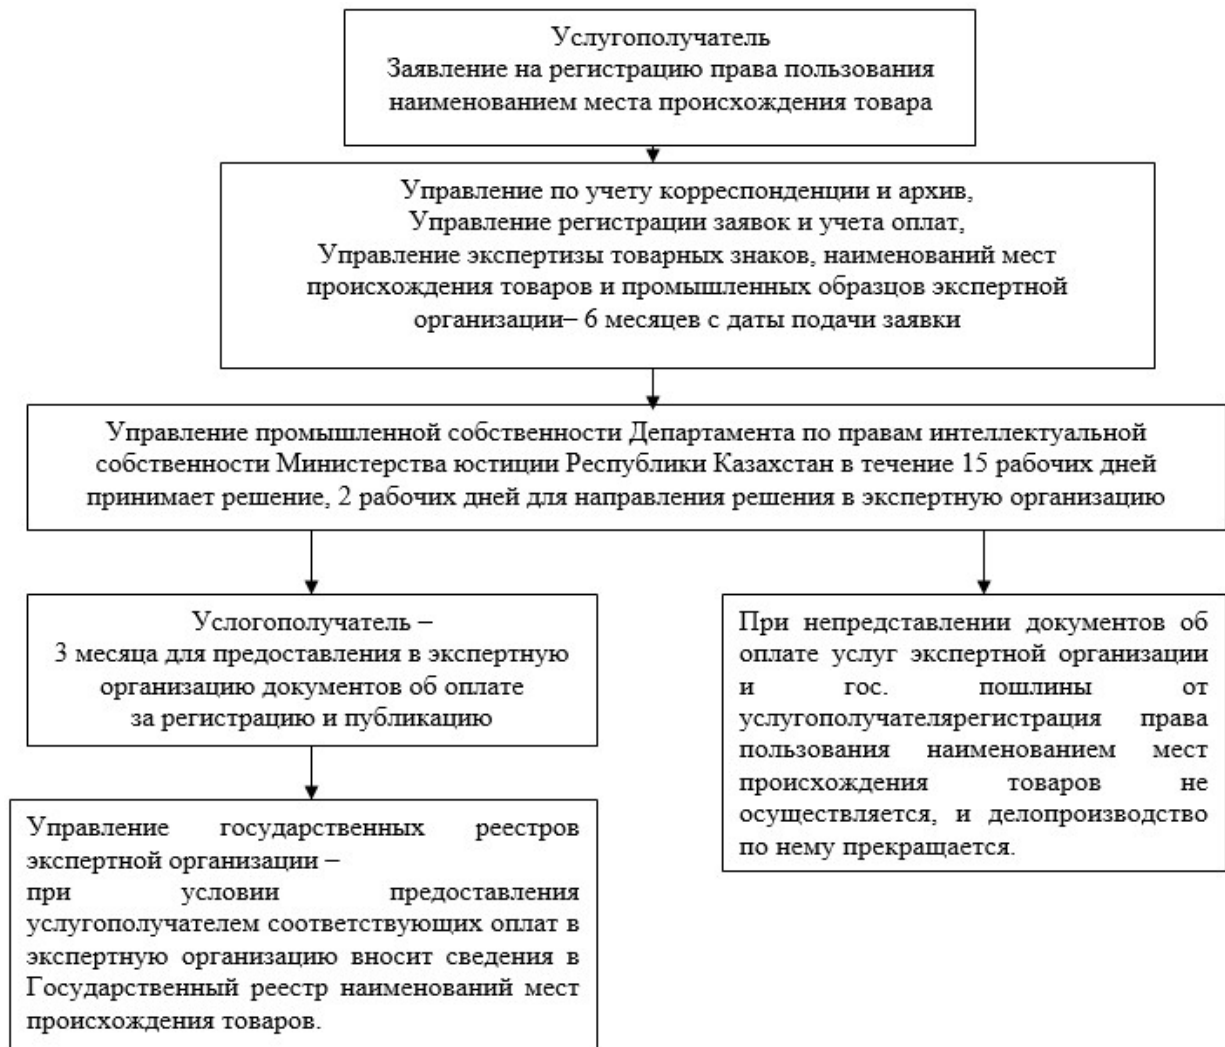 Услугополучатель
Заявление на регистрацию права пользования
наименованием места происхождения товара
Управление по учету корреспонденции и архив,
Управление регистрации заявок и учета оплат,
Управление экспертизы товарных знаков, наименований мест
происхождения товаров и промышленных образцов экспертной
организации– 6 месяцев с даты подачи заявки
Управление промышленной собственности Департамента по правам интеллектуальной
собственности Министерства юстиции Республики Казахстан в течение 15 рабочих дней
принимает решение, 2 рабочих дней для направления решения в экспертную организацию
Услогополучатель –
3 месяца для предоставления в экспертную
организацию документов об оплате
за регистрацию и публикацию
При непредставлении документов об
оплате услуг экспертной организации
и гос. пошлины от
услугополучателярегистрация права
пользования наименованием мест
происхождения товаров не
осуществляется, и делопроизводство
по нему прекращается.
Управление государственных реестров
экспертной организации –
при условии предоставления
услугополучателем соответствующих оплат в
экспертную организацию вносит сведения в
Государственный реестр наименований мест
происхождения товаров.